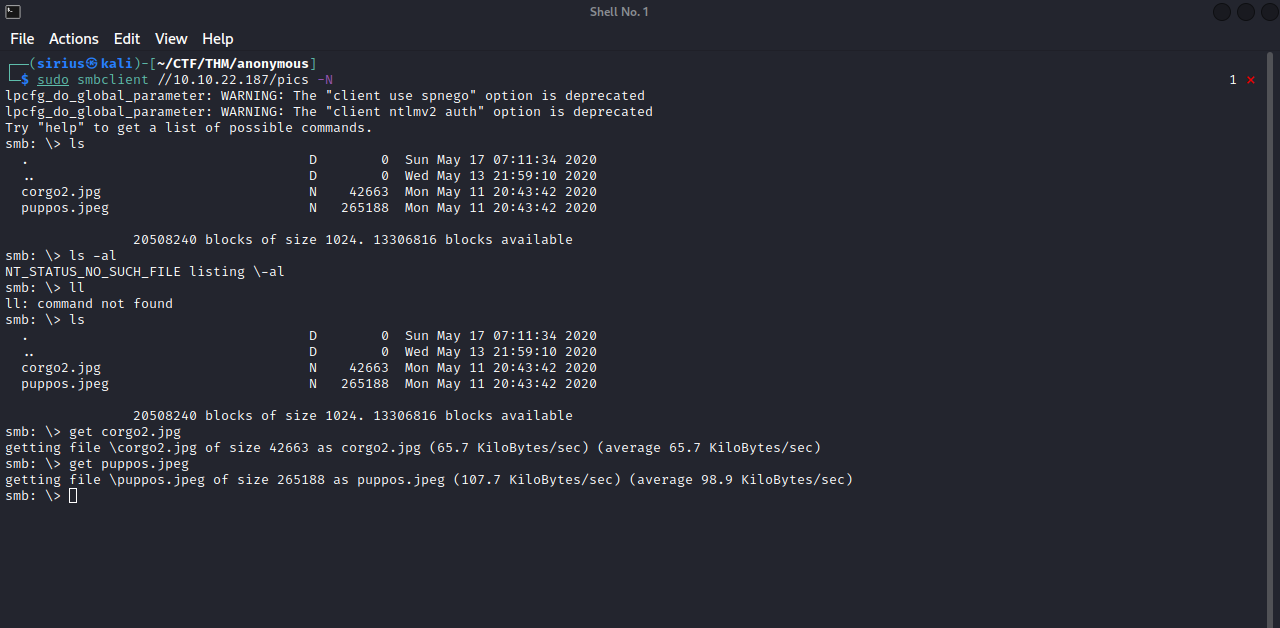 Shell No. 1
File Actions Edit View Help
┌──(sirius㉿kali)-[~/CTF/THM/anonymous]
└─$ sudo smbclient //10.10.22.187/pics -N 1 ✕
lpcfg_do_global_parameter: WARNING: The "client use spnego" option is deprecated
lpcfg_do_global_parameter: WARNING: The "client ntlmv2 auth" option is deprecated
Try "help" to get a list of possible commands.
smb: \> ls
  .                                   D        0  Sun May 17 07:11:34 2020
  ..                                  D        0  Wed May 13 21:59:10 2020
  corgo2.jpg                          N    42663  Mon May 11 20:43:42 2020
  puppos.jpeg                         N   265188  Mon May 11 20:43:42 2020
                20508240 blocks of size 1024. 13306816 blocks available
smb: \> ls -al
NT_STATUS_NO_SUCH_FILE listing \-al
smb: \> ll
ll: command not found
smb: \> ls
  .                                   D        0  Sun May 17 07:11:34 2020
  ..                                  D        0  Wed May 13 21:59:10 2020
  corgo2.jpg                          N    42663  Mon May 11 20:43:42 2020
  puppos.jpeg                         N   265188  Mon May 11 20:43:42 2020
                20508240 blocks of size 1024. 13306816 blocks available
smb: \> get corgo2.jpg
getting file \corgo2.jpg of size 42663 as corgo2.jpg (65.7 KiloBytes/sec) (average 65.7 KiloBytes/sec)
smb: \> get puppos.jpeg
getting file \puppos.jpeg of size 265188 as puppos.jpeg (107.7 KiloBytes/sec) (average 98.9 KiloBytes/sec)
smb: \>